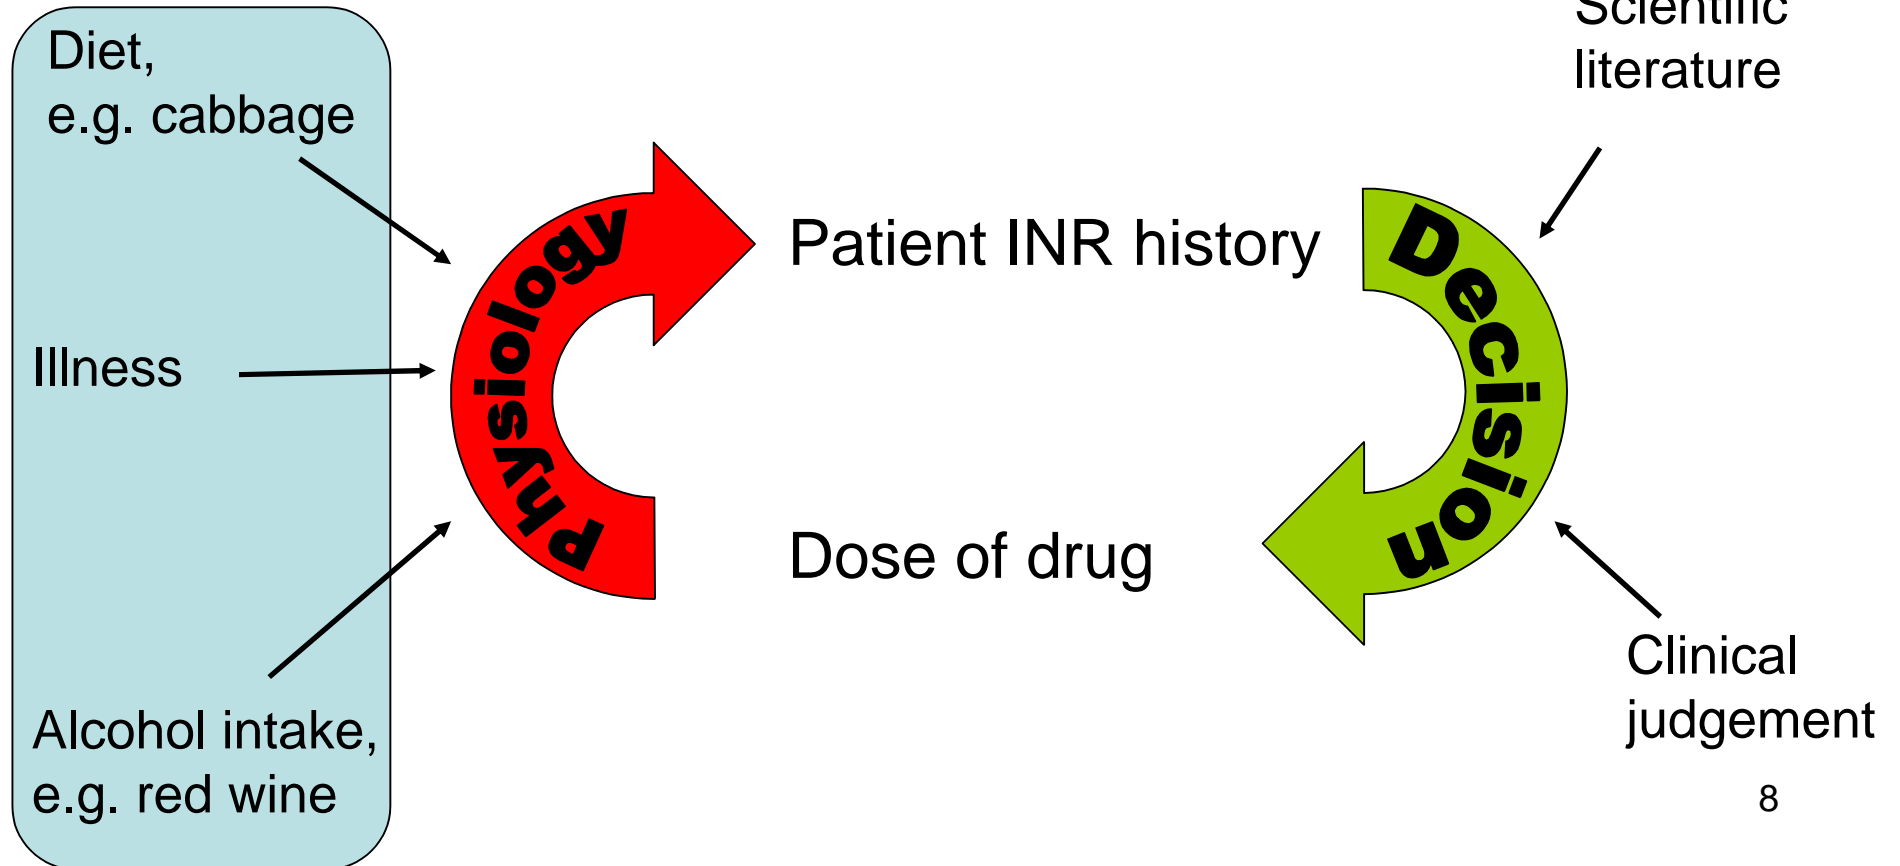 Scientific
literature
Diet,
e.g. cabbage
Physiology
Patient INR history
Decision
Illness
Dose of drug
Clinical
judgement
Alcohol intake,
e.g. red wine
8